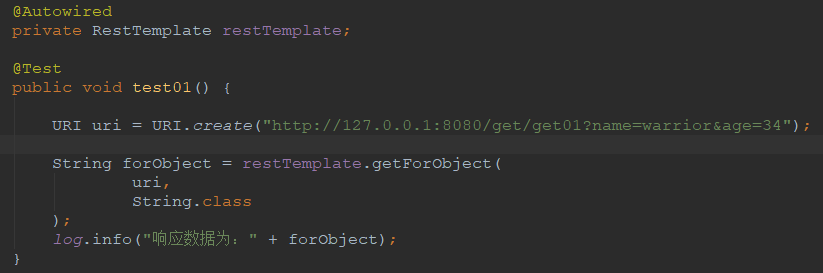 @Autowired
private RestTemplate restTemplate;
@Test
public void test01() {
URI uri = URI.create("http://127.0.0.1:8080/get/get01?name=warrior&age=34");
String forObject = restTemplate.getForObject(
uri,
String.class
);
log.info("响应数据为：" + forObject);
}